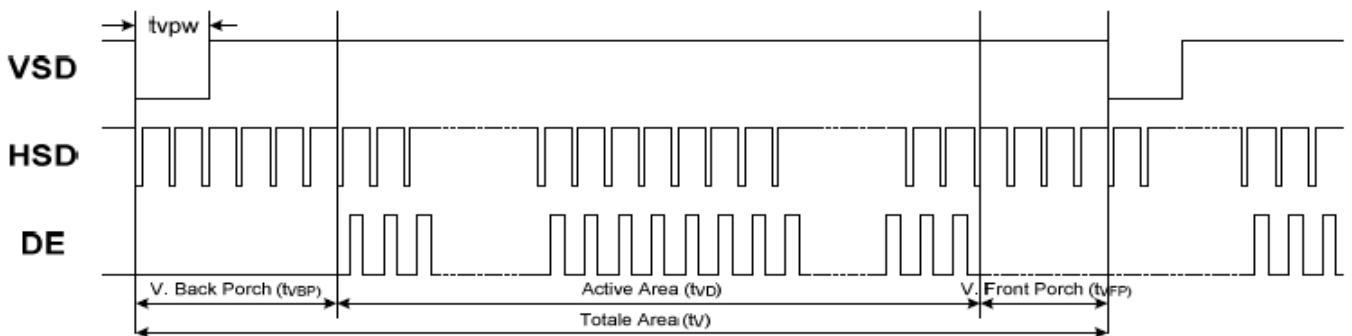 tvpw
VSD
HSD
DE
V. Back Porch (tVBP) Active Area (tVD) V. Front Porch (tVFP)
Totale Area (tV)